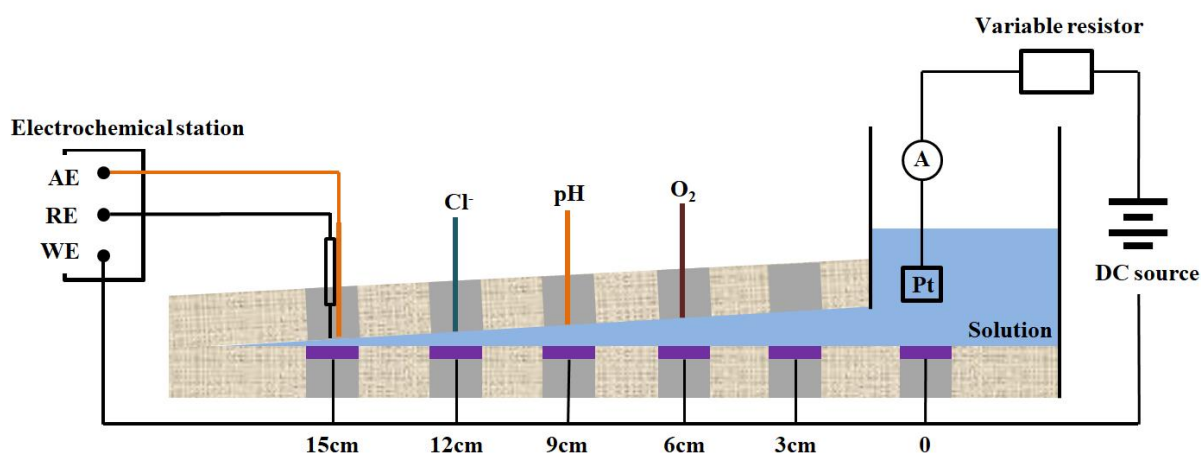 Variable resistor
Electrochemical station
AE
RE
WE
Cl-
pH
O2
A
Pt
DC source
Solution
15cm
12cm
9cm
6cm
3cm
0